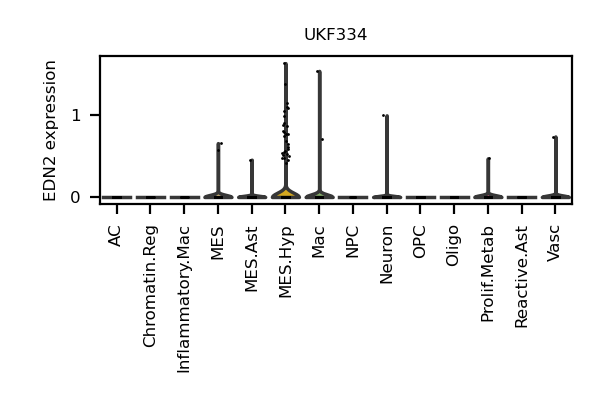 UKF334
EDN2 expression
1
0
AC
Chromatin.Reg
Inflammatory.Mac
MES
MES.Ast
MES.Hyp
Mac
NPC
Neuron
OPC
Oligo
Prolif.Metab
Reactive.Ast
Vasc